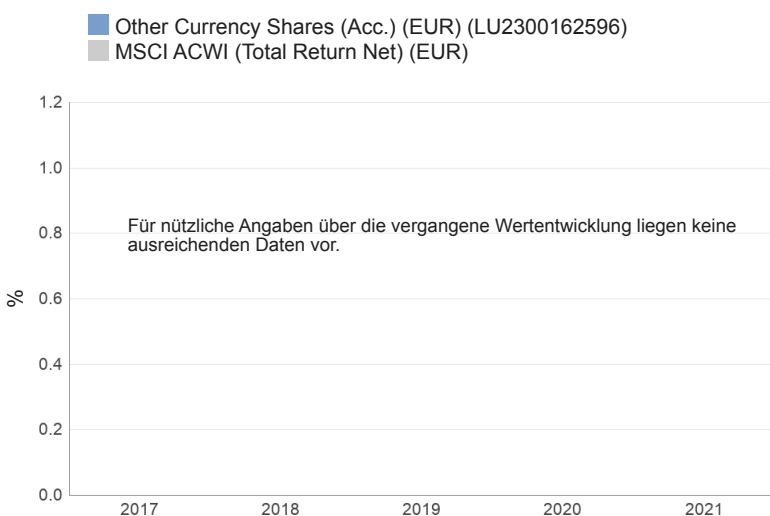 Other Currency Shares (Acc.) (EUR) (LU2300162596)
MSCI ACWI (Total Return Net) (EUR)
1.2
1.0
Für nützliche Angaben über die vergangene Wertentwicklung liegen keine
0.8
ausreichenden Daten vor.
%
0.6
0.4
0.2
0.0
2017 2018 2019 2020 2021